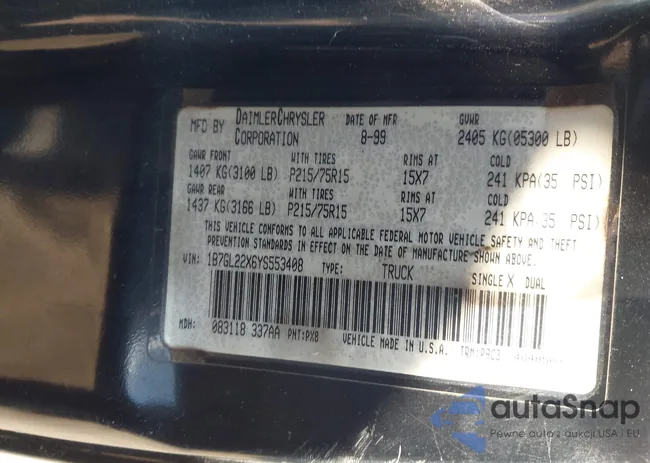 MFD BY DAIMLERCHRYSLER CORPORATION DATE OF MFR 8-99 GVWR 2405 KG(05300 LB)
GAWR FRONT WITH TIRES RIMS AT COLD
1407 KG(3100 LB) P215/75R15 15X7 241 KPA(35 PSI)
GAWR REAR WITH TIRES RIMS AT COLD
1437 KG(3166 LB) P215/75R15 15X7 241 KPA(35 PSI)
THIS VEHICLE CONFORMS TO ALL APPLICABLE FEDERAL MOTOR VEHICLE SAFETY AND THEFT
PREVENTION STANDARDS IN EFFECT ON THE DATE OF MANUFACTURE SHOWN ABOVE.
VIN: 1B7GL22X6YS553408 TYPE: TRUCK SINGLE X DUAL
MDH: 083118 337AA PNT:PX8 VEHICLE MADE IN U.S.A.
autaSnap
Pewne auta z aukcji USA i EU